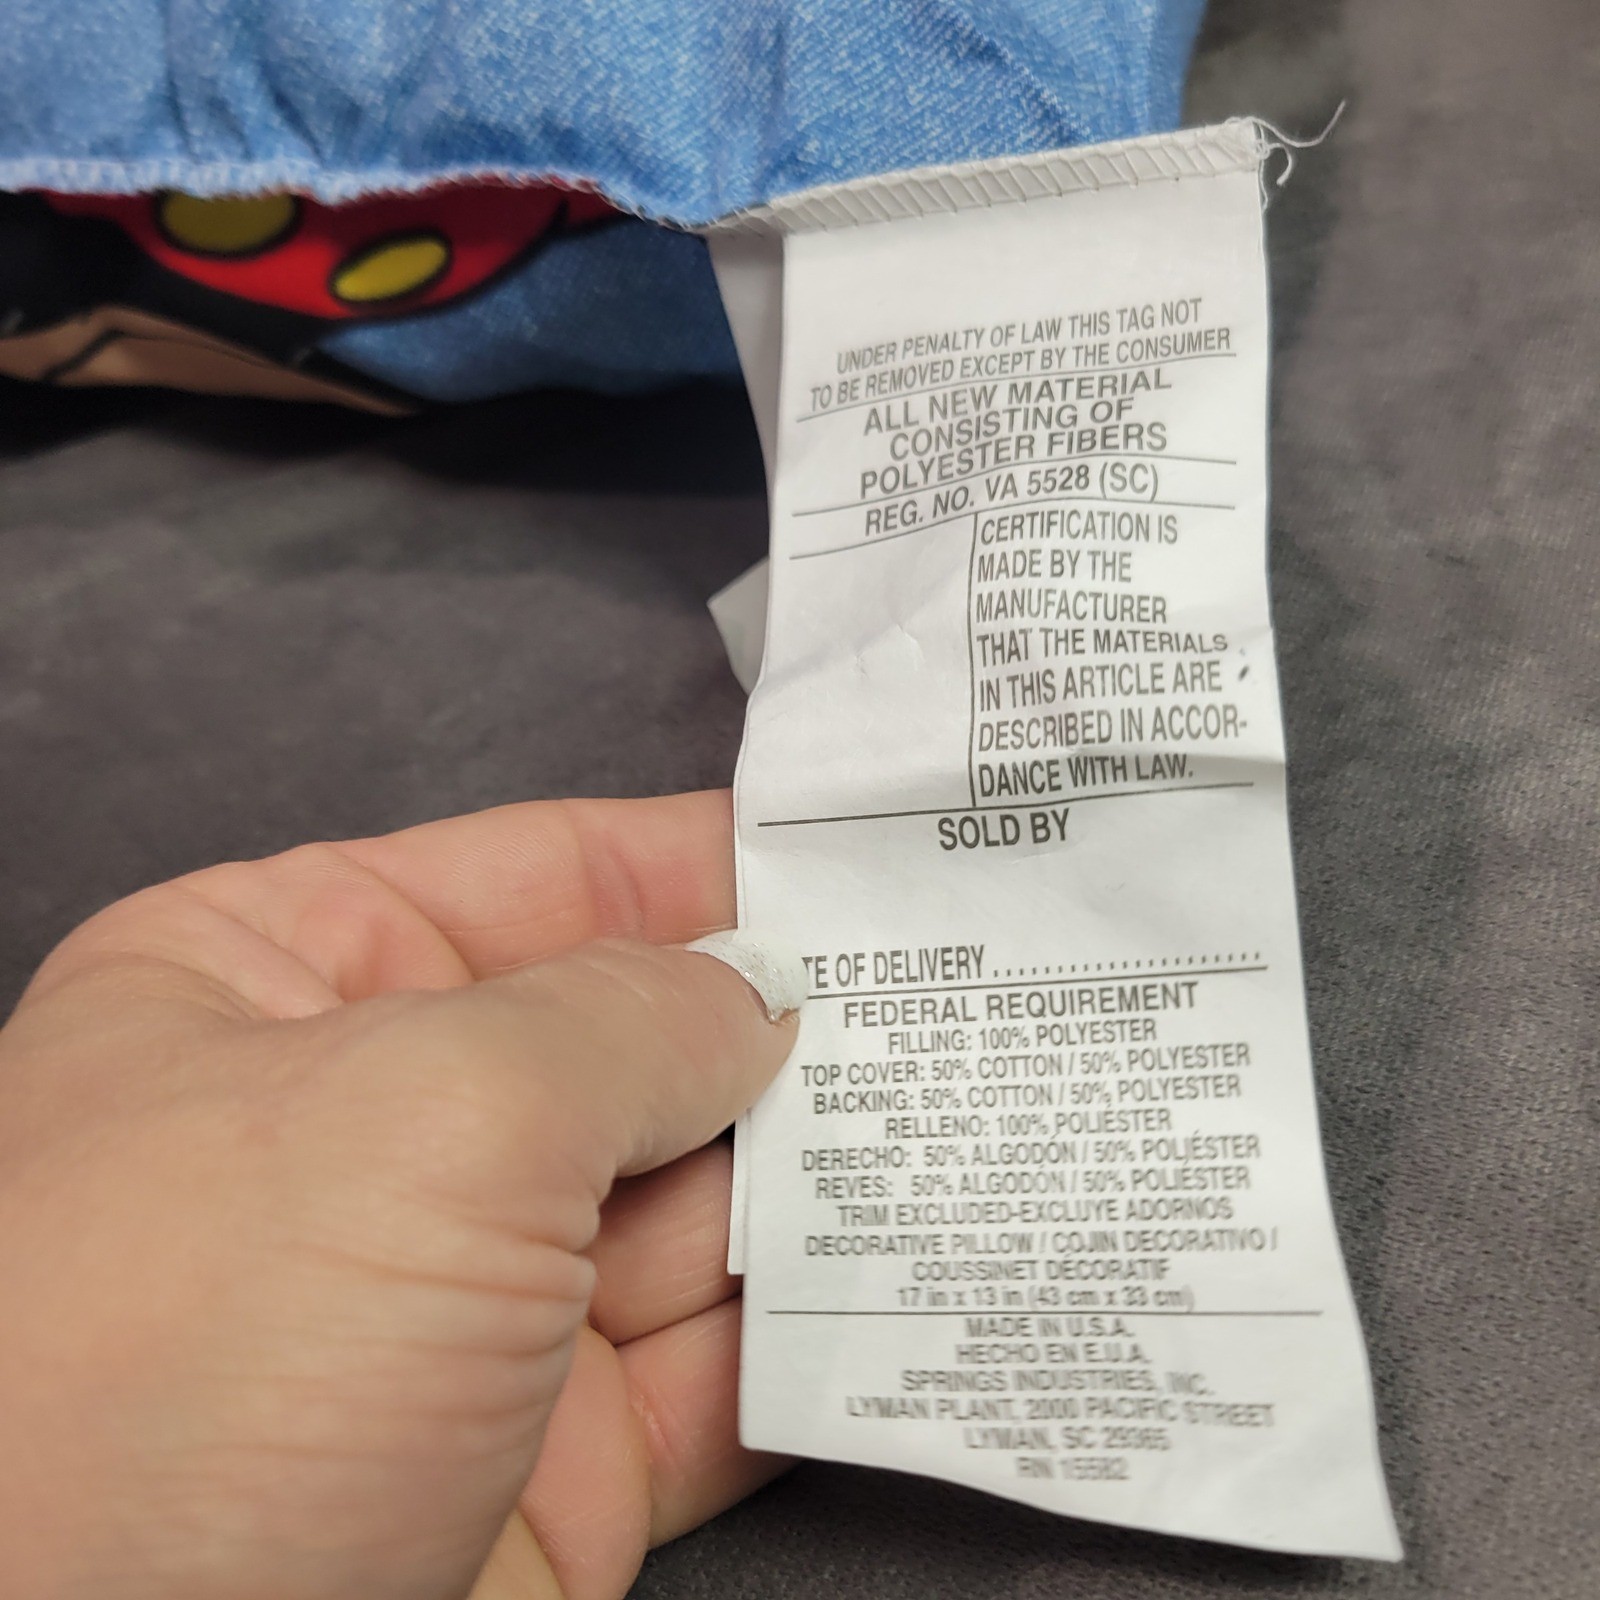 UNDER PENALTY OF LAW THIS TAG NOT
TO BE REMOVED EXCEPT BY THE CONSUMER
ALL NEW MATERIAL
CONSISTING OF
POLYESTER FIBERS
REG. NO. VA 5528 (SC)
CERTIFICATION IS
MADE BY THE
MANUFACTURER
THAT THE MATERIALS
IN THIS ARTICLE ARE
DESCRIBED IN ACCOR-
DANCE WITH LAW.
SOLD BY
TE OF DELIVERY......................
FEDERAL REQUIREMENT
FILLING: 100% POLYESTER
TOP COVER: 50% COTTON / 50% POLYESTER
BACKING: 50% COTTON / 50% POLYESTER
RELLENO: 100% POLIÉSTER
DERECHO: 50% ALGODÓN / 50% POLIÉSTER
REVES: 50% ALGODÓN / 50% POLIÉSTER
TRIM EXCLUDED-EXCLUYE ADORNOS
DECORATIVE PILLOW / COJIN DECORATIVO /
COUSSINET DÉCORATIF
17 in x 13 in (43 cm x 33 cm)
MADE IN U.S.A.
HECHO EN E.U.A.
SPRINGS INDUSTRIES, INC.
LYMAN PLANT, 2000 PACIFIC STREET
LYMAN, SC 29365
RN 15582